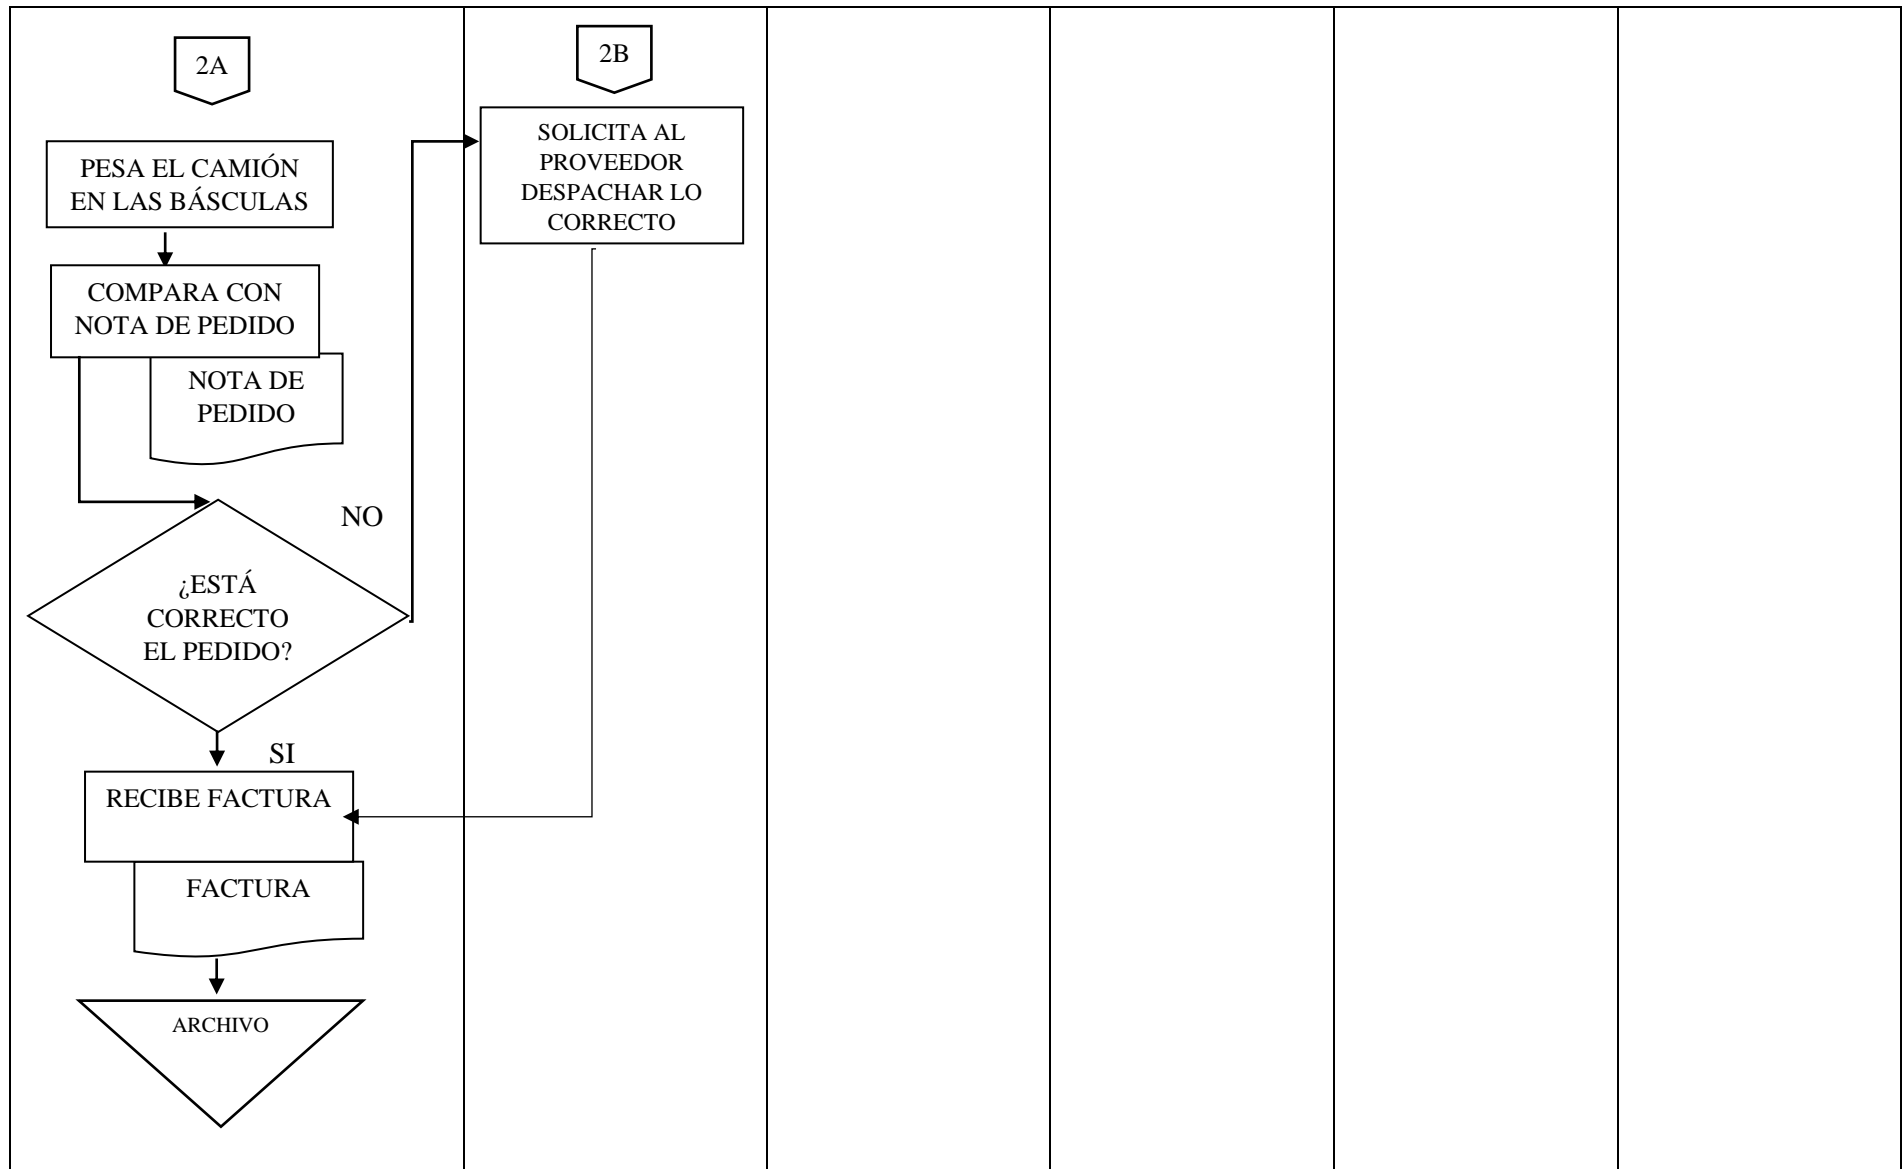 2A
PESA EL CAMIÓN
EN LAS BÁSCULAS
COMPARA CON
NOTA DE PEDIDO
NOTA DE
PEDIDO
NO
¿ESTÁ
CORRECTO
EL PEDIDO?
SI
RECIBE FACTURA
FACTURA
ARCHIVO
2B
SOLICITA AL
PROVEEDOR
DESPACHAR LO
CORRECTO